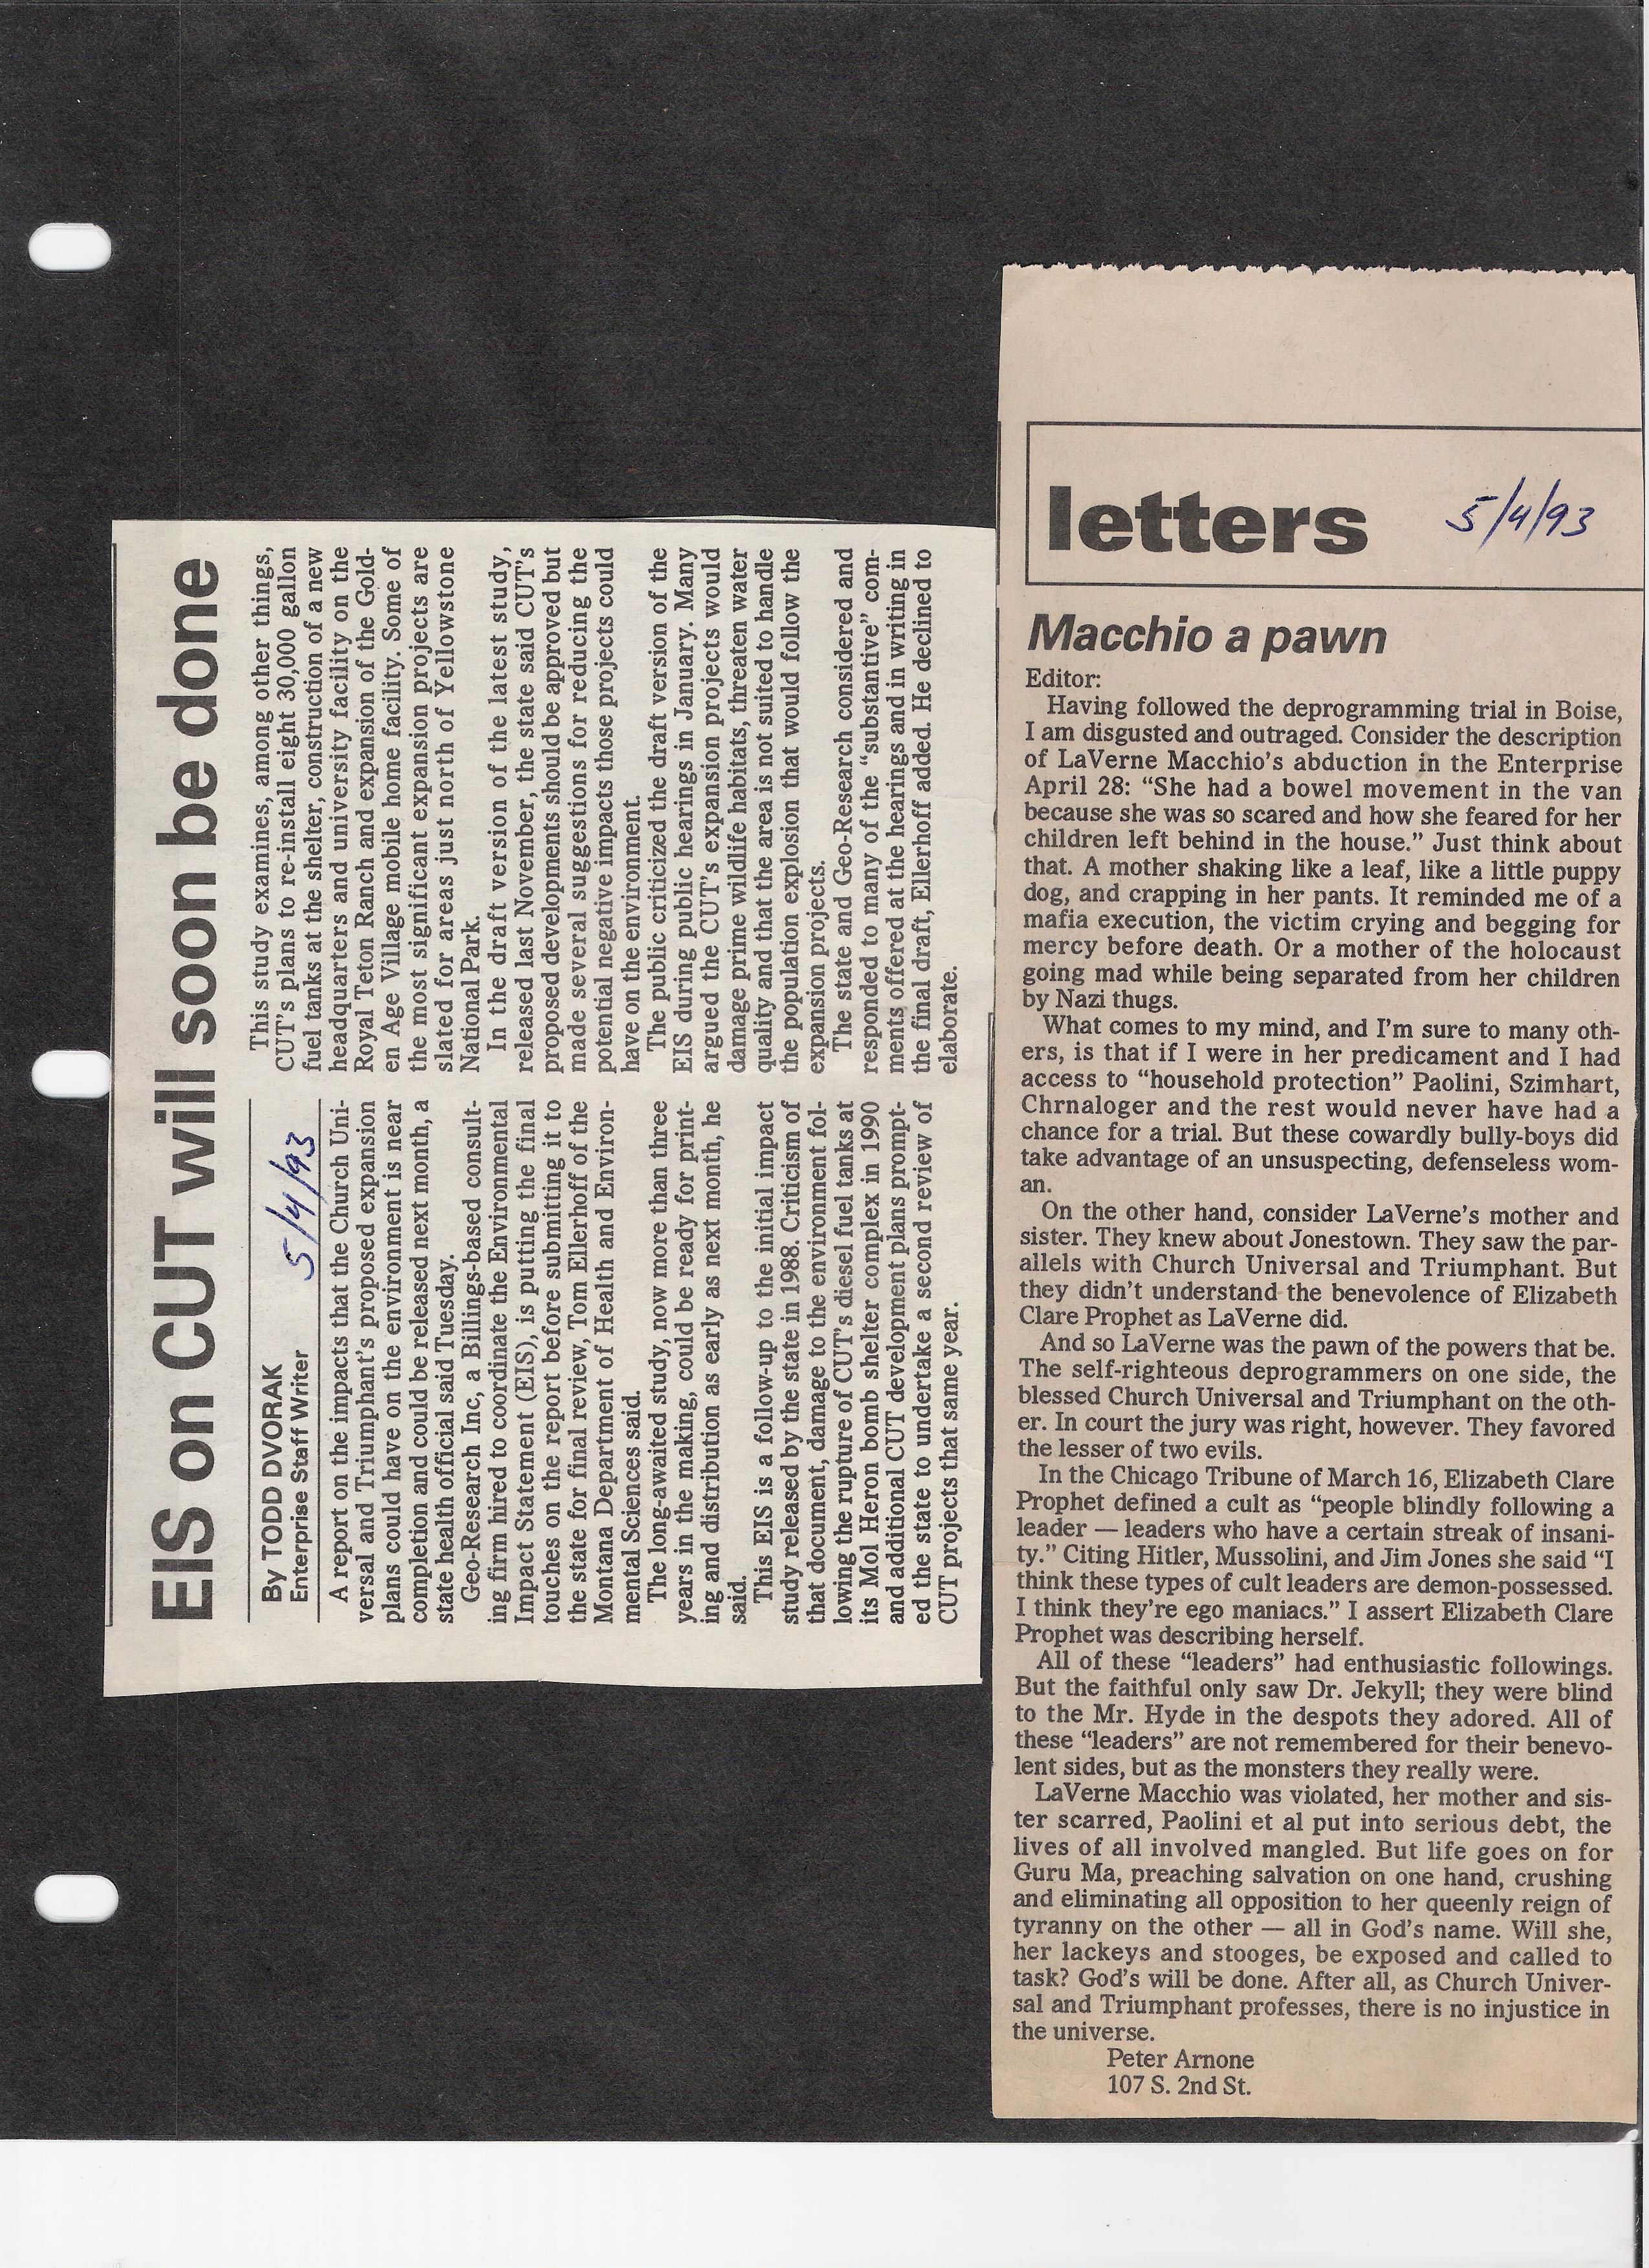 EIS on CUT will soon be done
By TODD DVORAK
Enterprise Staff Writer
5/4/93
A report on the impacts that the Church Uni-
versal and Triumphant's proposed expansion
plans could have on the environment is near
completion and could be released next month, a
state health official said Tuesday.
Geo-Research Inc, a Billings-based consult-
ing firm hired to coordinate the Environmental
Impact Statement (EIS), is putting the final
touches on the report before submitting it to
the state for final review, Tom Ellerhoff of the
Montana Department of Health and Environ-
mental Sciences said.
The long-awaited study, now more than three
years in the making, could be ready for print-
ing and distribution as early as next month, he
said.
This EIS is a follow-up to the initial impact
study released by the state in 1988. Criticism of
that document, damage to the environment fol-
lowing the rupture of CUT's diesel fuel tanks at
its Mol Heron bomb shelter complex in 1990
and additional CUT development plans prompt-
ed the state to undertake a second review of
CUT projects that same year.
This study examines, among other things,
CUT's plans to re-install eight 30,000 gallon
fuel tanks at the shelter, construction of a new
headquarters and university facility on the
Royal Teton Ranch and expansion of the Gold-
en Age Village mobile home facility. Some of
the most significant expansion projects are
slated for areas just north of Yellowstone
National Park.
In the draft version of the latest study,
released last November, the state said CUT's
proposed developments should be approved but
made several suggestions for reducing the
potential negative impacts those projects could
have on the environment.
The public criticized the draft version of the
EIS during public hearings in January. Many
argued the CUT's expansion projects would
damage prime wildlife habitats, threaten water
quality and that the area is not suited to handle
the population explosion that would follow the
expansion projects.
The state and Geo-Research considered and
responded to many of the “substantive” com-
ments offered at the hearings and in writing in
the final draft, Ellerhoff added. He declined to
elaborate.
letters
5/4/93
Macchio a pawn
Editor:
Having followed the deprogramming trial in Boise,
I am disgusted and outraged. Consider the description
of LaVerne Macchio's abduction in the Enterprise
April 28: “She had a bowel movement in the van
because she was so scared and how she feared for her
children left behind in the house.” Just think about
that. A mother shaking like a leaf, like a little puppy
dog, and crapping in her pants. It reminded me of a
mafia execution, the victim crying and begging for
mercy before death. Or a mother of the holocaust
going mad while being separated from her children
by Nazi thugs.
What comes to my mind, and I'm sure to many oth-
ers, is that if I were in her predicament and I had
access to “household protection” Paolini, Szimhart,
Chrnaloger and the rest would never have had a
chance for a trial. But these cowardly bully-boys did
take advantage of an unsuspecting, defenseless wom-
an.
On the other hand, consider LaVerne's mother and
sister. They knew about Jonestown. They saw the par-
allels with Church Universal and Triumphant. But
they didn't understand the benevolence of Elizabeth
Clare Prophet as LaVerne did.
And so LaVerne was the pawn of the powers that be.
The self-righteous deprogrammers on one side, the
blessed Church Universal and Triumphant on the oth-
er. In court the jury was right, however. They favored
the lesser of two evils.
In the Chicago Tribune of March 16, Elizabeth Clare
Prophet defined a cult as “people blindly following a
leader — leaders who have a certain streak of insani-
ty.” Citing Hitler, Mussolini, and Jim Jones she said “I
think these types of cult leaders are demon-possessed.
I think they're ego maniacs.” I assert Elizabeth Clare
Prophet was describing herself.
All of these “leaders” had enthusiastic followings.
But the faithful only saw Dr. Jekyll; they were blind
to the Mr. Hyde in the despots they adored. All of
these “leaders” are not remembered for their benevo-
lent sides, but as the monsters they really were.
LaVerne Macchio was violated, her mother and sis-
ter scarred, Paolini et al put into serious debt, the
lives of all involved mangled. But life goes on for
Guru Ma, preaching salvation on one hand, crushing
and eliminating all opposition to her queenly reign of
tyranny on the other — all in God's name. Will she,
her lackeys and stooges, be exposed and called to
task? God's will be done. After all, as Church Univer-
sal and Triumphant professes, there is no injustice in
the universe.
Peter Arnone
107 S. 2nd St.